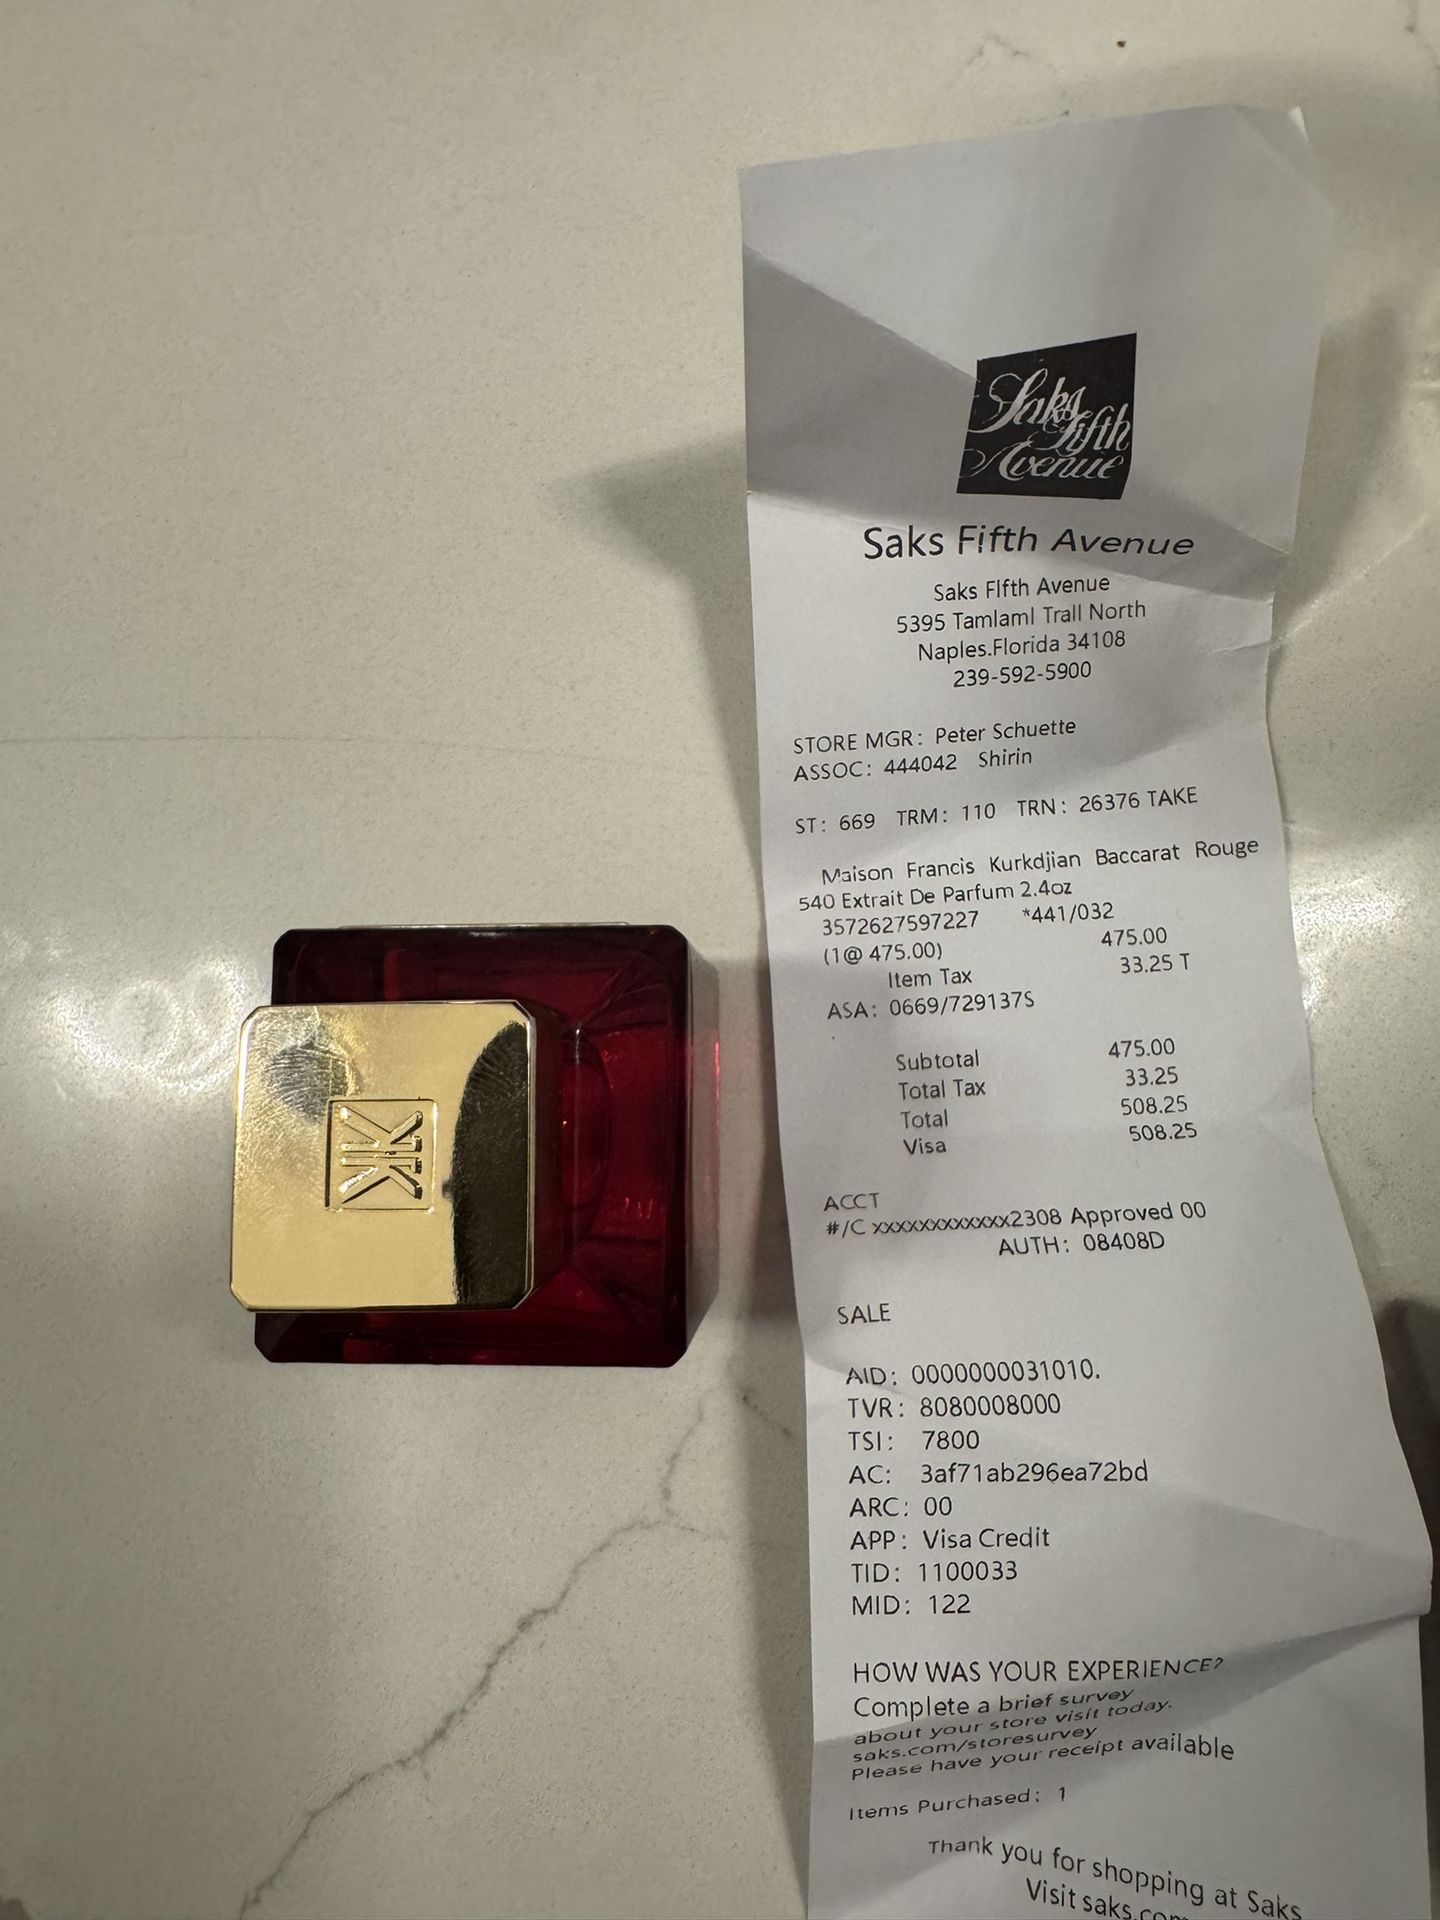 Saks
Fifth
Avenue
Saks Fifth Avenue
Saks FIfth Avenue
5395 TamlamI Trall North
Naples.Florida 34108
239-592-5900
STORE MGR: Peter Schuette
ASSOC: 444042 Shirin
ST: 669 TRM: 110 TRN: 26376 TAKE
Maison Francis Kurkdjian Baccarat Rouge
540 Extrait De Parfum 2.4oz
3572627597227 *441/032
(1@ 475.00) 475.00
Item Tax 33.25 T
ASA: 0669/729137S
Subtotal 475.00
Total Tax 33.25
Total 508.25
Visa 508.25
ACCT
#/C xxxxxxxxxxxx2308 Approved 00
AUTH: 08408D
SALE
AID: 0000000031010.
TVR: 8080008000
TSI: 7800
AC: 3af71ab296ea72bd
ARC: 00
APP: Visa Credit
TID: 1100033
MID: 122
HOW WAS YOUR EXPERIENCE?
Complete a brief survey
about your store visit today.
saks.com/storesurvey
Please have your receipt available
Items Purchased: 1
Thank you for shopping at Saks
Visit saks.com